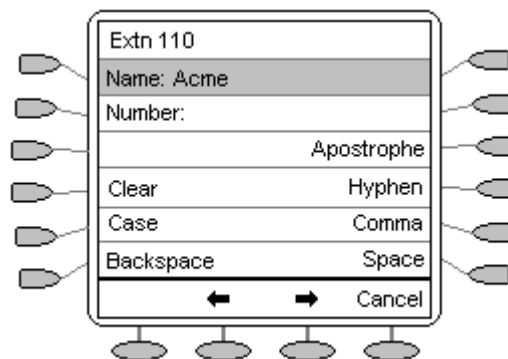 Extn 110
Name: Acme
Number:
Apostrophe
Clear Hyphen
Case Comma
Backspace Space
Cancel